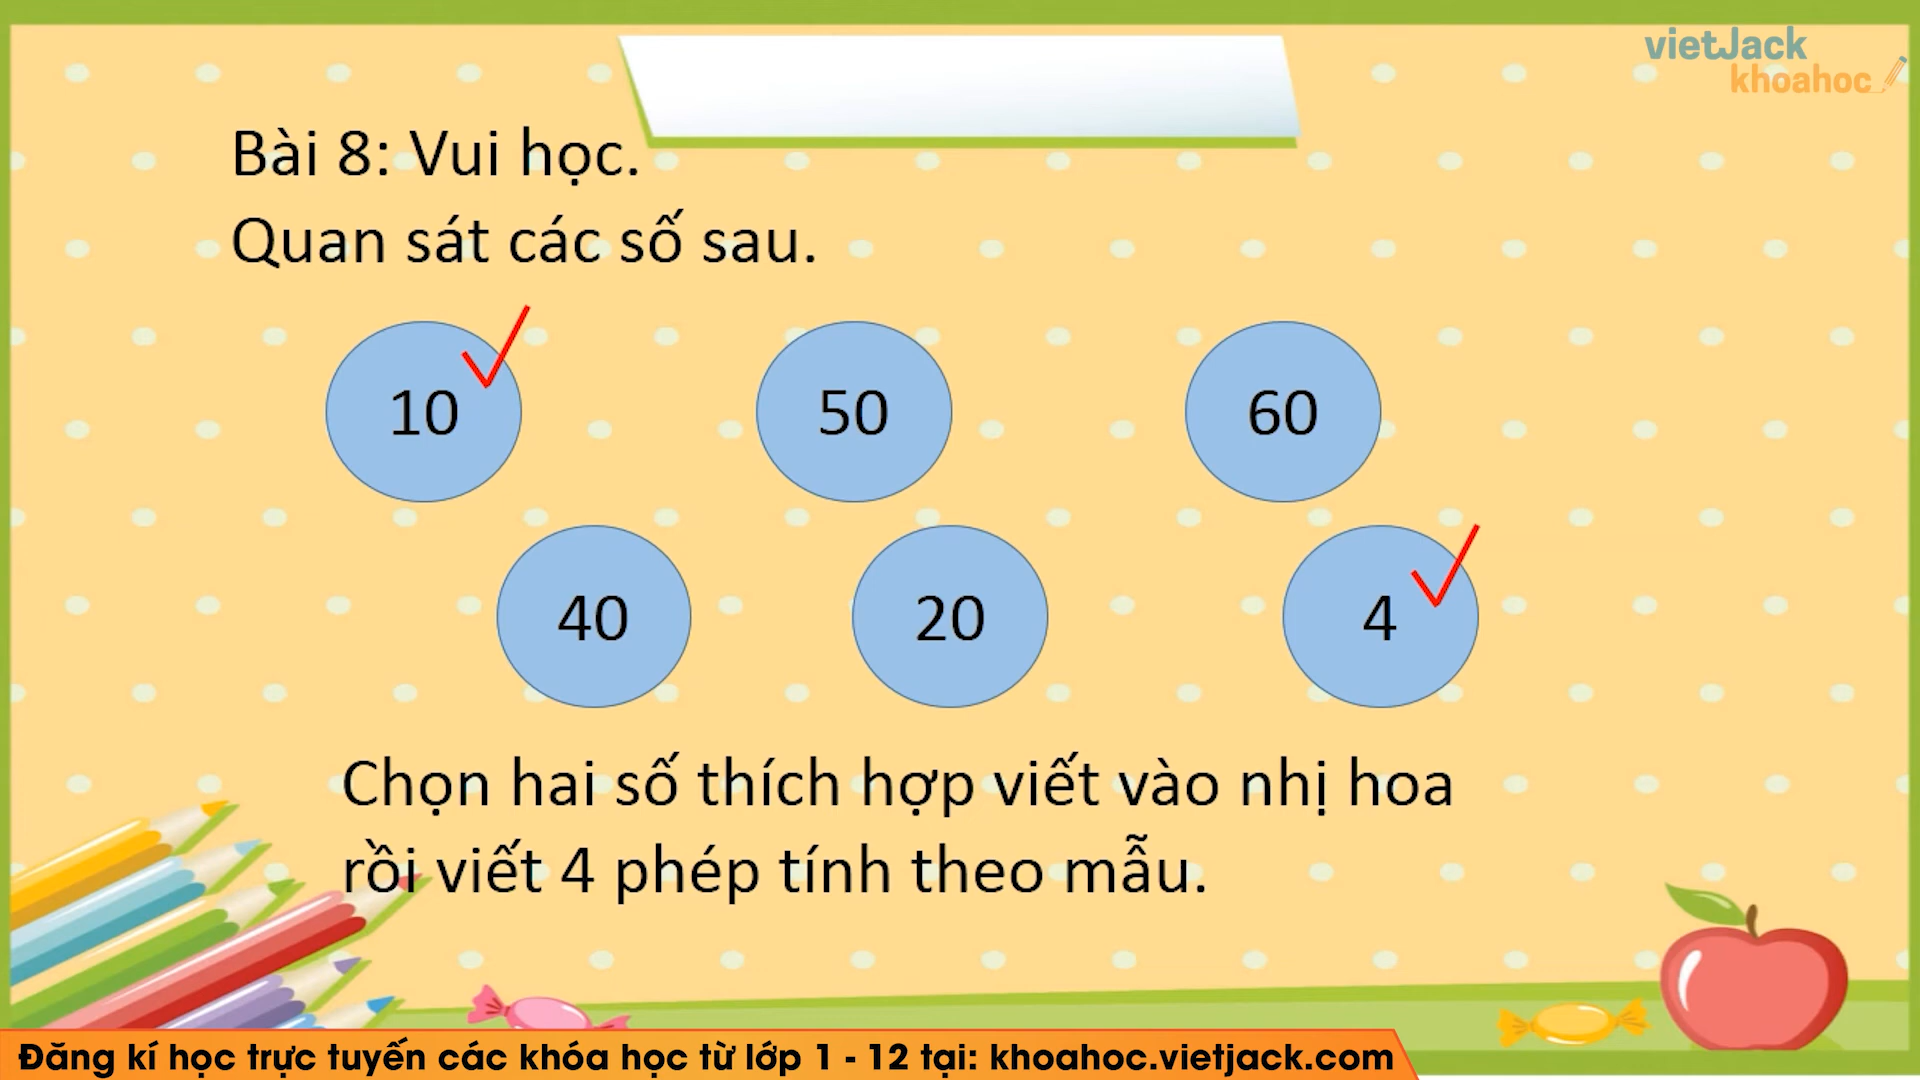 vietJack
khoahoc
Bài 8: Vui học.
Quan sát các số sau.
10 50 60
40 20 4
Chọn hai số thích hợp viết vào nhị hoa
rồi viết 4 phép tính theo mẫu.
Đăng kí học trực tuyến các khóa học từ lớp 1 - 12 tại: khoahoc.vietjack.com